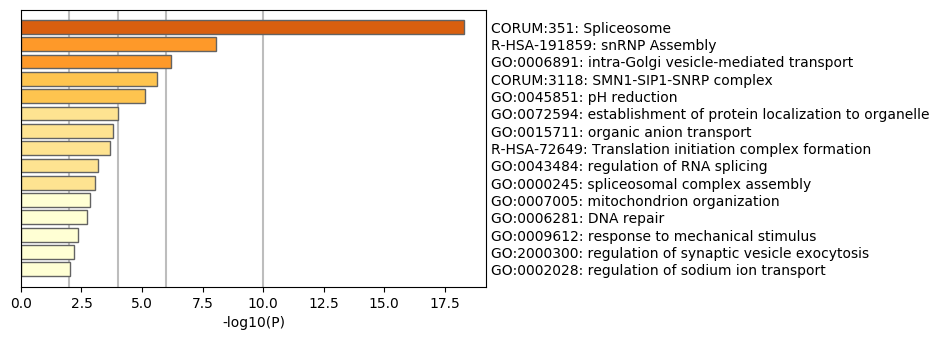 CORUM:351: Spliceosome
R-HSA-191859: snRNP Assembly
GO:0006891: intra-Golgi vesicle-mediated transport
CORUM:3118: SMN1-SIP1-SNRP complex
GO:0045851: pH reduction
GO:0072594: establishment of protein localization to organelle
GO:0015711: organic anion transport
R-HSA-72649: Translation initiation complex formation
GO:0043484: regulation of RNA splicing
GO:0000245: spliceosomal complex assembly
GO:0007005: mitochondrion organization
GO:0006281: DNA repair
GO:0009612: response to mechanical stimulus
GO:2000300: regulation of synaptic vesicle exocytosis
GO:0002028: regulation of sodium ion transport
0.0 2.5 5.0 7.5 10.0 12.5 15.0 17.5
-log10(P)